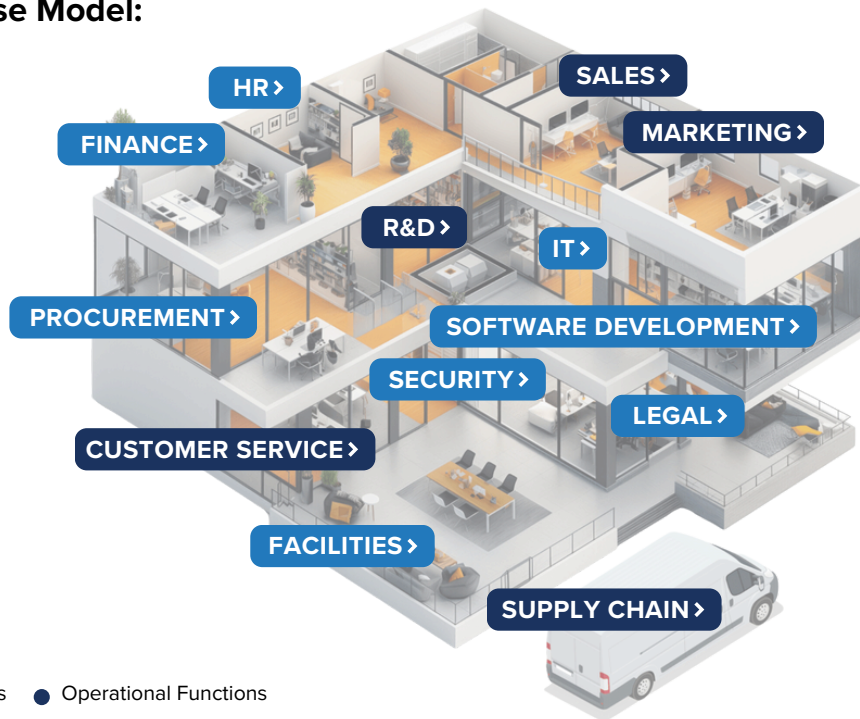 se Model:
SALES >
HR >
MARKETING >
FINANCE >
R&D >
IT >
PROCUREMENT >
SOFTWARE DEVELOPMENT >
SECURITY >
LEGAL >
CUSTOMER SERVICE >
FACILITIES >
SUPPLY CHAIN >
s ● Operational Functions